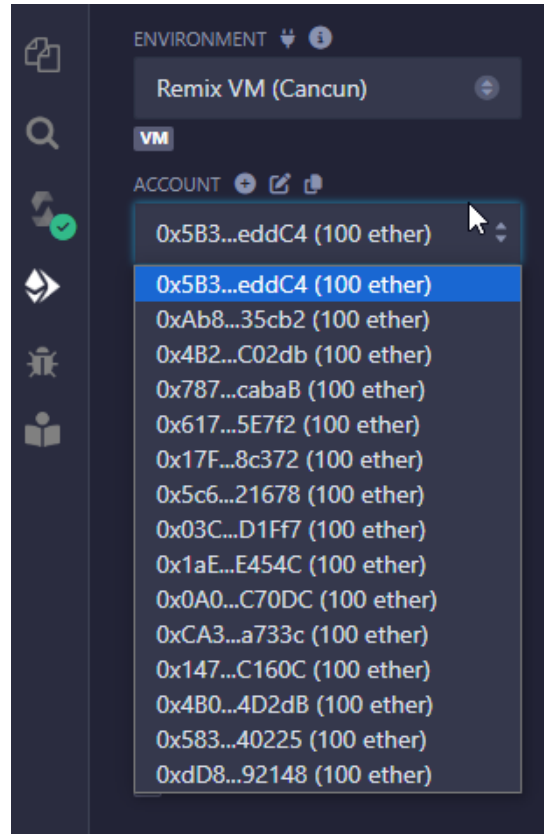 ENVIRONMENT
Remix VM (Cancun)
VM
ACCOUNT
0x5B3...eddC4 (100 ether)
0x5B3...eddC4 (100 ether)
0xAb8...35cb2 (100 ether)
0x4B2...C02db (100 ether)
0x787...cabaB (100 ether)
0x617...5E7f2 (100 ether)
0x17F...8c372 (100 ether)
0x5c6...21678 (100 ether)
0x03C...D1Ff7 (100 ether)
0x1aE...E454C (100 ether)
0x0A0...C70DC (100 ether)
0xCA3...a733c (100 ether)
0x147...C160C (100 ether)
0x4B0...4D2dB (100 ether)
0x583...40225 (100 ether)
0xdD8...92148 (100 ether)